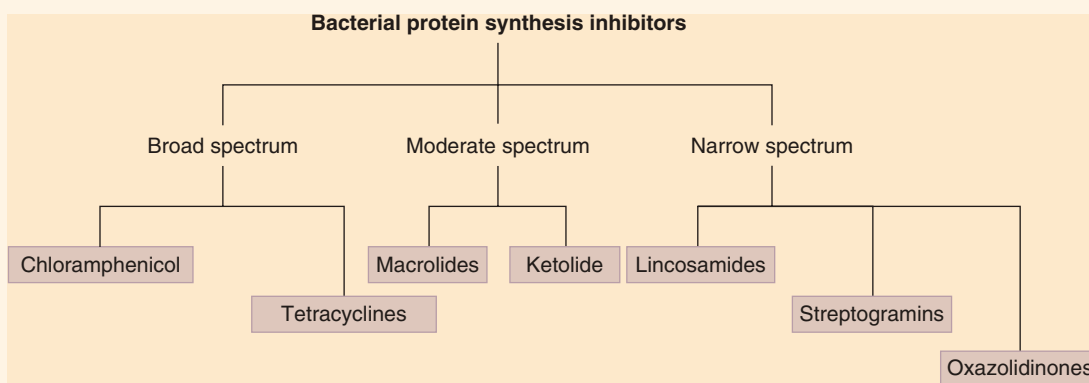 Bacterial protein synthesis inhibitors
Broad spectrum
Moderate spectrum
Narrow spectrum
Chloramphenicol
Macrolides
Ketolide
Lincosamides
Tetracyclines
Streptogramins
Oxazolidinones